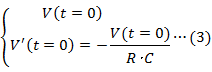 V(t = 0)
V'(t = 0) = −V(t = 0)/(R · C) ⋯ (3)